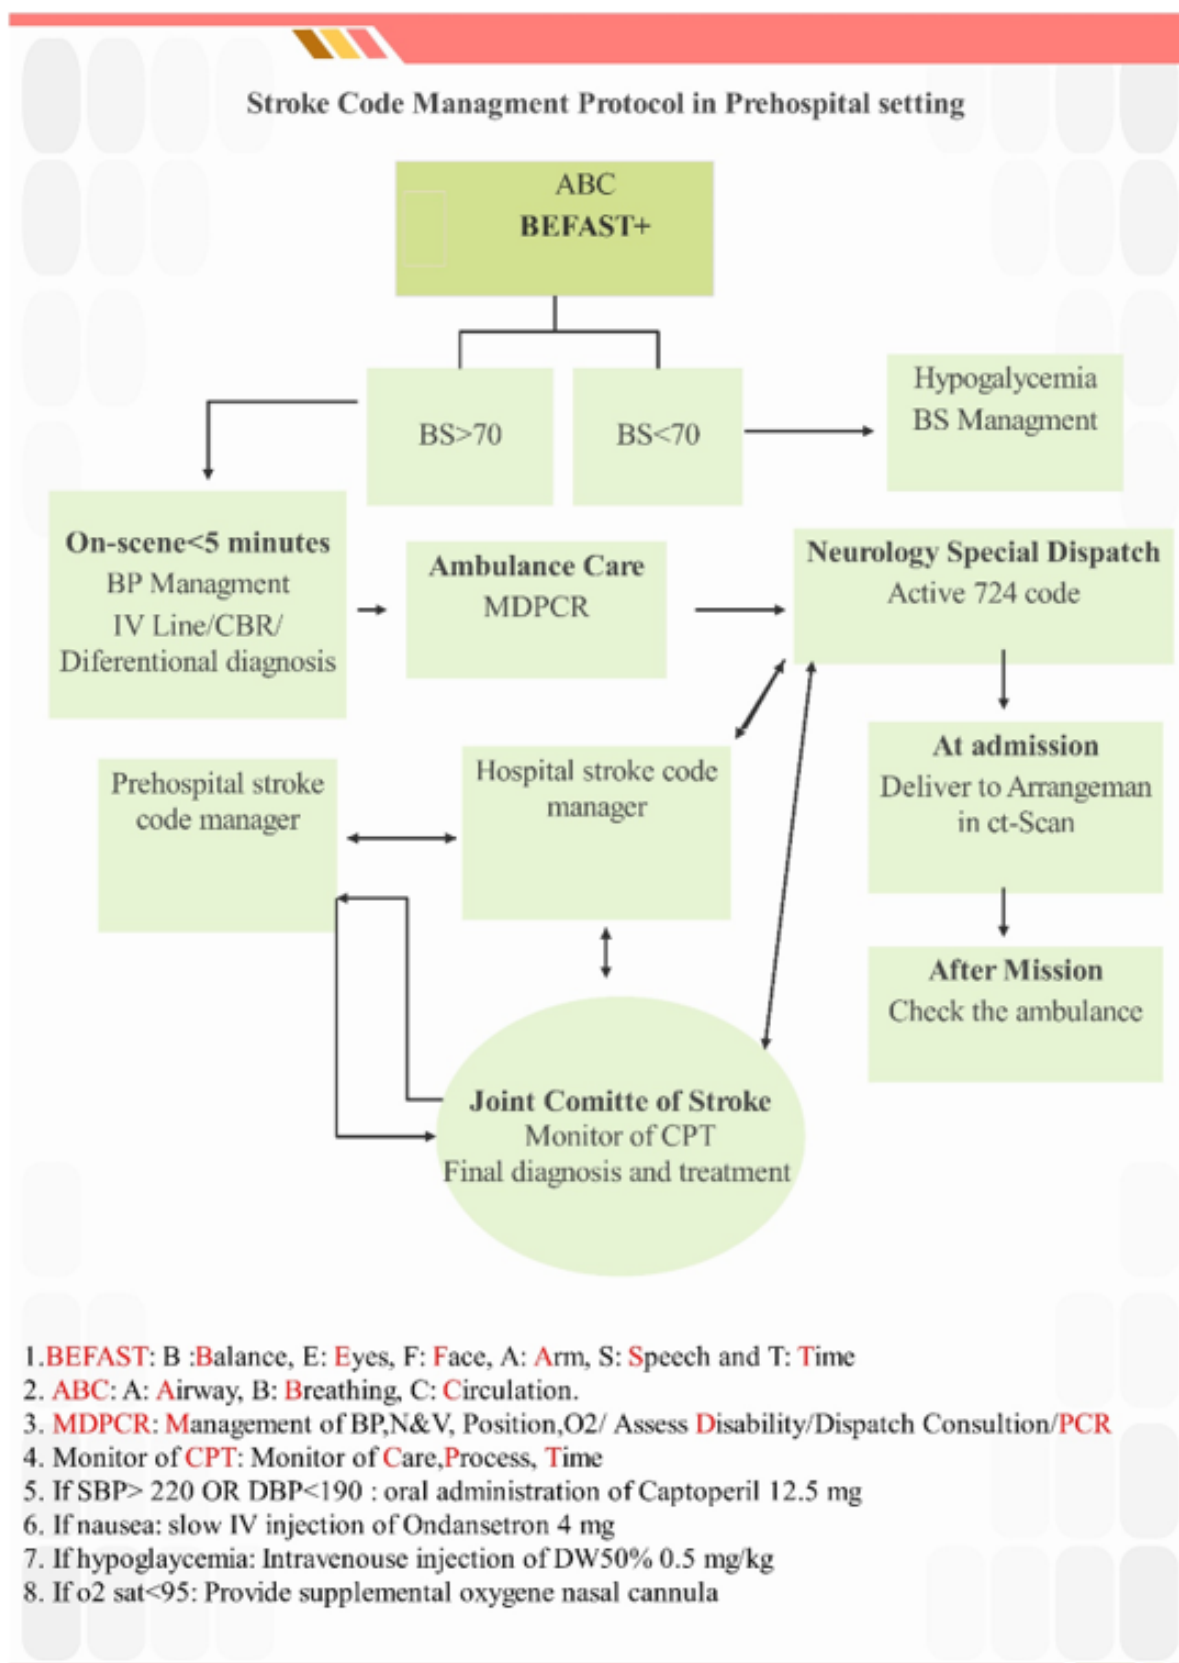 Stroke Code Managment Protocol in Prehospital setting
ABC
BEFAST+
BS>70
BS<70
Hypogalycemia
BS Managment
On-scene<5 minutes
BP Managment
IV Line/CBR/
Diferentional diagnosis
Ambulance Care
MDPCR
Neurology Special Dispatch
Active 724 code
Prehospital stroke
code manager
Hospital stroke code
manager
At admission
Deliver to Arrangeman
in ct-Scan
After Mission
Check the ambulance
Joint Comitte of Stroke
Monitor of CPT
Final diagnosis and treatment
1.BEFAST: B :Balance, E: Eyes, F: Face, A: Arm, S: Speech and T: Time
2. ABC: A: Airway, B: Breathing, C: Circulation.
3. MDPCR: Management of BP,N&V, Position,O2/ Assess Disability/Dispatch Consultion/PCR
4. Monitor of CPT: Monitor of Care,Process, Time
5. If SBP> 220 OR DBP<190 : oral administration of Captoperil 12.5 mg
6. If nausea: slow IV injection of Ondansetron 4 mg
7. If hypoglaycemia: Intravenouse injection of DW50% 0.5 mg/kg
8. If o2 sat<95: Provide supplemental oxygene nasal cannula